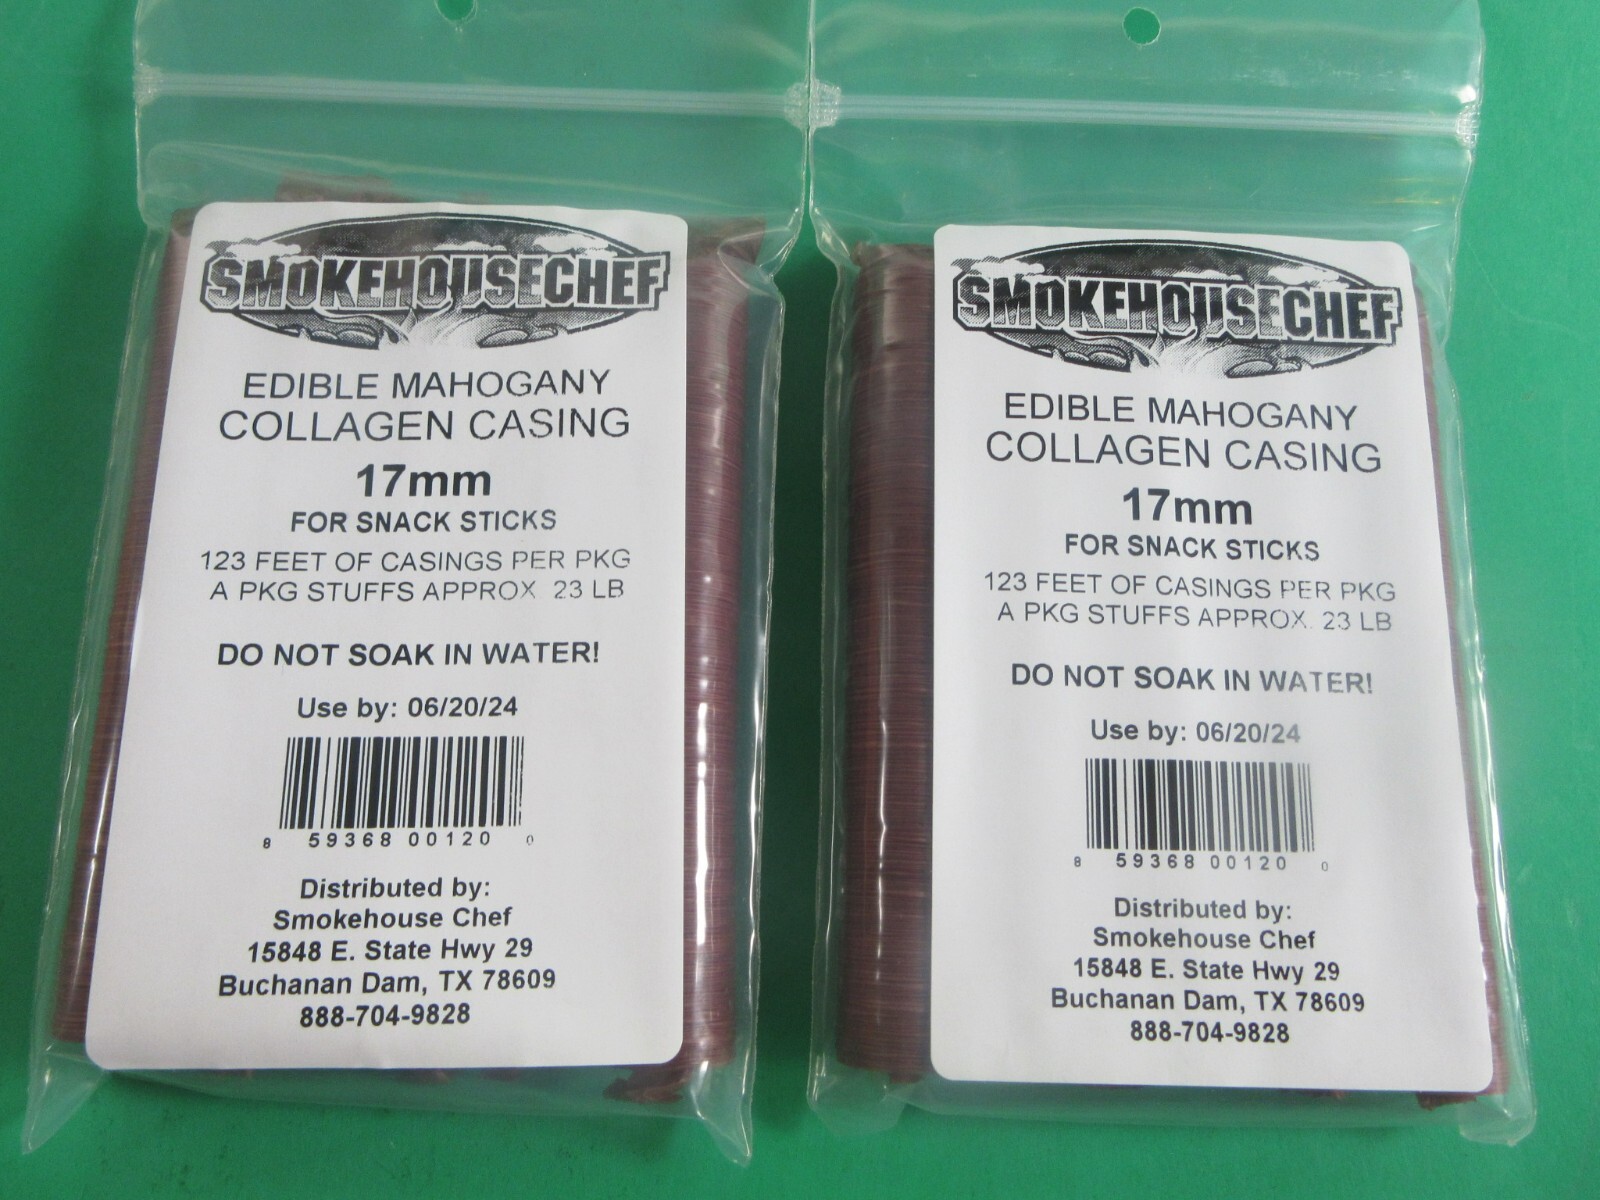 SMOKEHOUSECHEF
EDIBLE MAHOGANY
COLLAGEN CASING
17mm
FOR SNACK STICKS
123 FEET OF CASINGS PER PKG
A PKG STUFFS APPROX 23 LB
DO NOT SOAK IN WATER!
Use by: 06/20/24
8 59368 00120 0
Distributed by:
Smokehouse Chef
15848 E. State Hwy 29
Buchanan Dam, TX 78609
888-704-9828
SMOKEHOUSECHEF
EDIBLE MAHOGANY
COLLAGEN CASING
17mm
FOR SNACK STICKS
123 FEET OF CASINGS PER PKG
A PKG STUFFS APPROX. 23 LB
DO NOT SOAK IN WATER!
Use by: 06/20/24
8 59368 00120 0
Distributed by:
Smokehouse Chef
15848 E. State Hwy 29
Buchanan Dam, TX 78609
888-704-9828